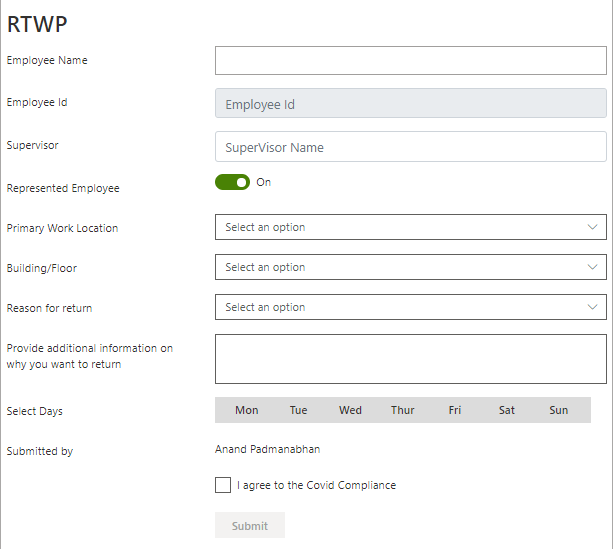 RTWP
Employee Name
Employee Id
Employee Id
Supervisor
SuperVisor Name
Represented Employee
On
Primary Work Location
Select an option
Building/Floor
Select an option
Reason for return
Select an option
Provide additional information on
why you want to return
Select Days
Mon Tue Wed Thur Fri Sat Sun
Submitted by
Anand Padmanabhan
I agree to the Covid Compliance
Submit